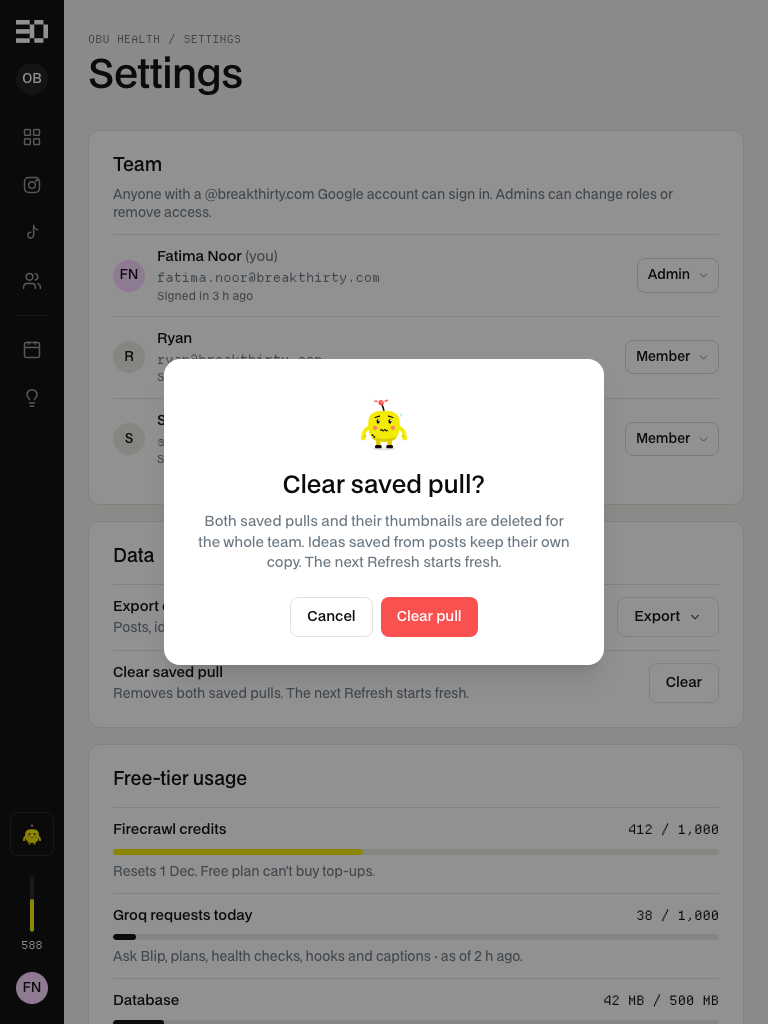 30
OB
OBU HEALTH / SETTINGS
Settings
Team
Anyone with a @breakthirty.com Google account can sign in. Admins can change roles or
remove access.
FN
Fatima Noor (you)
fatima.noor@breakthirty.com
Signed in 3 h ago
Admin
R
Ryan
ryan@breakthirty.com
Member
S
Member
Clear saved pull?
Both saved pulls and their thumbnails are deleted for
the whole team. Ideas saved from posts keep their own
copy. The next Refresh starts fresh.
Cancel
Clear pull
Data
Export
Posts,
Export
Clear saved pull
Removes both saved pulls. The next Refresh starts fresh.
Clear
Free-tier usage
Firecrawl credits
412 / 1,000
Resets 1 Dec. Free plan can't buy top-ups.
Groq requests today
38 / 1,000
Ask Blip, plans, health checks, hooks and captions · as of 2 h ago.
Database
42 MB / 500 MB
588
FN